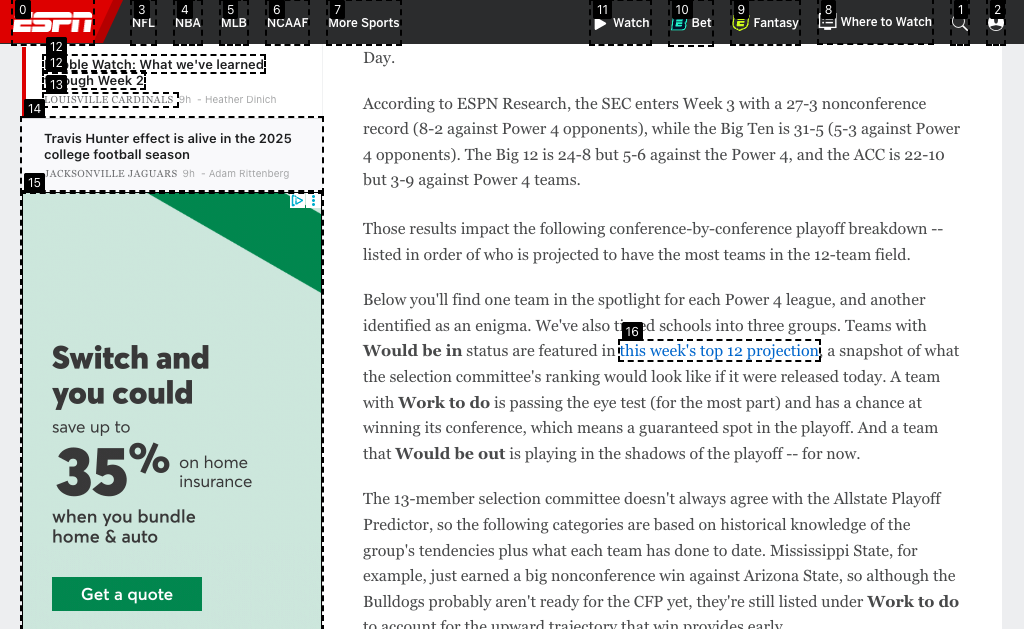 0
ESPN
3
NFL
4
NBA
5
MLB
6
NCAAF
7
More Sports
11
Watch
10
Bet
9
Fantasy
8
Where to Watch
1
2
12
12
Watch: What we've learned
Week 2
13
LOUISVILLE CARDINALS 9h - Heather Dinich
14
Travis Hunter effect is alive in the 2025
college football season
JACKSONVILLE JAGUARS 9h - Adam Rittenberg
15
Switch and
you could
save up to
35% on home
insurance
when you bundle
home & auto
Get a quote
Day.
According to ESPN Research, the SEC enters Week 3 with a 27-3 nonconference
record (8-2 against Power 4 opponents), while the Big Ten is 31-5 (5-3 against Power
4 opponents). The Big 12 is 24-8 but 5-6 against the Power 4, and the ACC is 22-10
but 3-9 against Power 4 teams.
Those results impact the following conference-by-conference playoff breakdown --
listed in order of who is projected to have the most teams in the 12-team field.
Below you'll find one team in the spotlight for each Power 4 league, and another
identified as an enigma. We've also tiered schools into three groups. Teams with
16
Would be in status are featured in this week's top 12 projection, a snapshot of what
the selection committee's ranking would look like if it were released today. A team
with Work to do is passing the eye test (for the most part) and has a chance at
winning its conference, which means a guaranteed spot in the playoff. And a team
that Would be out is playing in the shadows of the playoff -- for now.
The 13-member selection committee doesn't always agree with the Allstate Playoff
Predictor, so the following categories are based on historical knowledge of the
group's tendencies plus what each team has done to date. Mississippi State, for
example, just earned a big nonconference win against Arizona State, so although the
Bulldogs probably aren't ready for the CFP yet, they're still listed under Work to do
to account for the upward trajectory that win provides early.